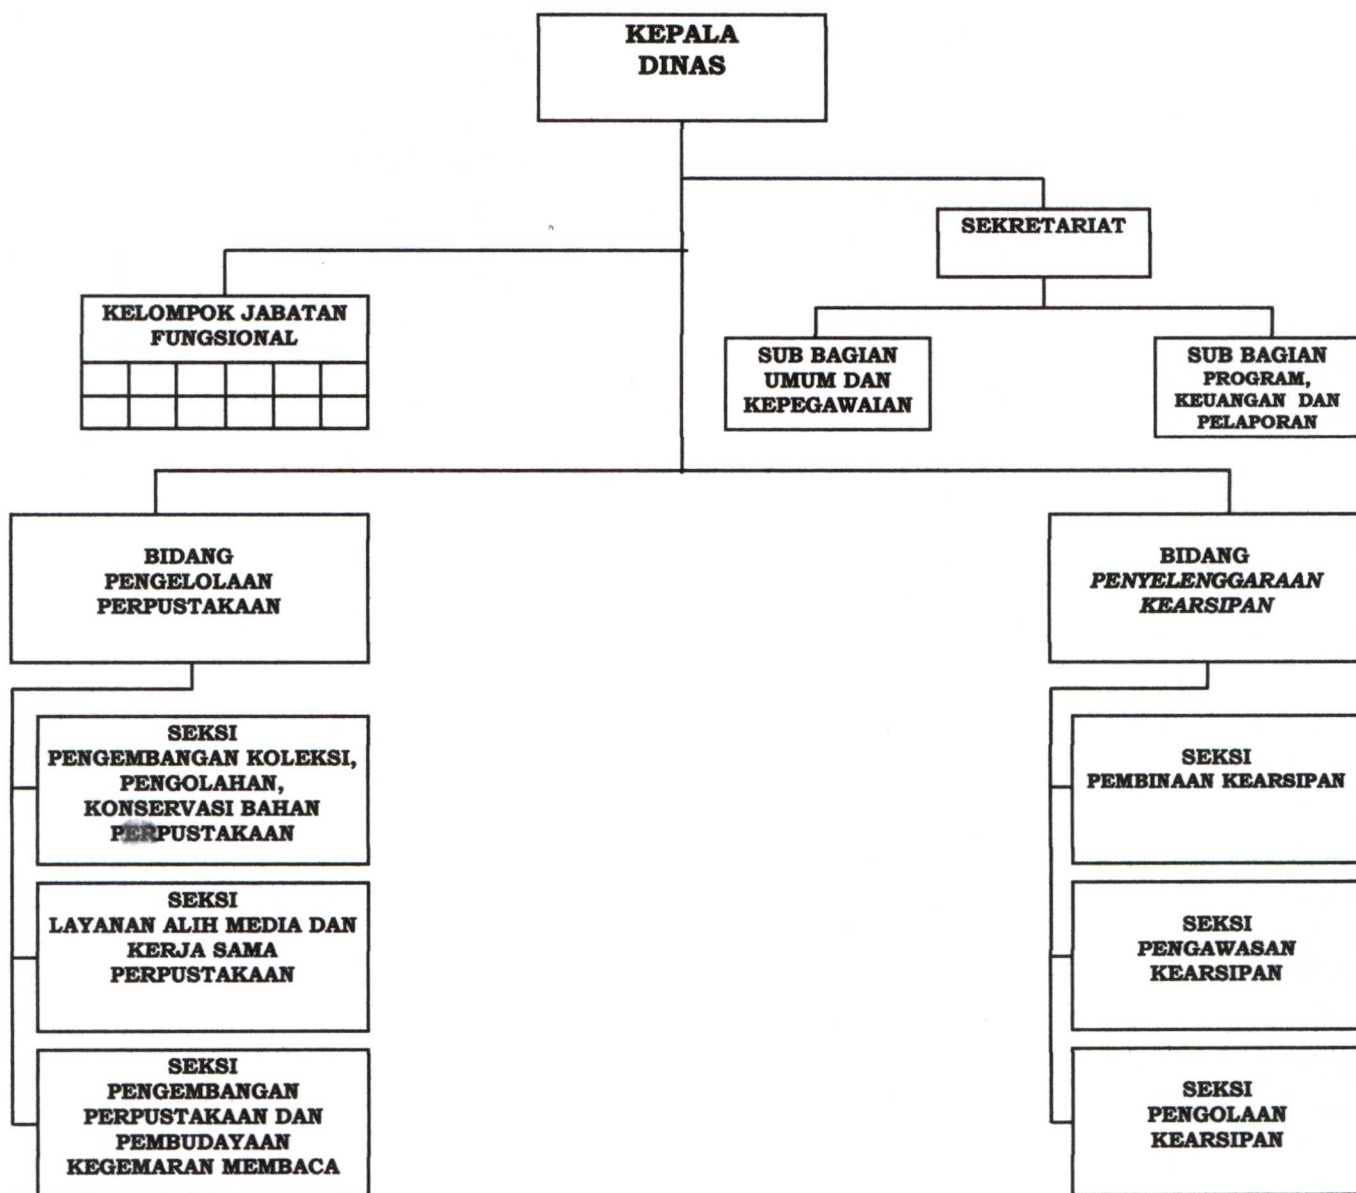 KEPALA
DINAS
SEKRETARIAT
KELOMPOK JABATAN
FUNGSIONAL
SUB BAGIAN
UMUM DAN
KEPEGAWAIAN
SUB BAGIAN
PROGRAM,
KEUANGAN DAN
PELAPORAN
BIDANG
PENGELOLAAN
PERPUSTAKAAN
BIDANG
PENYELENGGARAAN
KEARSIPAN
SEKSI
PENGEMBANGAN KOLEKSI,
PENGOLAHAN,
KONSERVASI BAHAN
PERPUSTAKAAN
SEKSI
PEMBINAAN KEARSIPAN
SEKSI
LAYANAN ALIH MEDIA DAN
KERJA SAMA
PERPUSTAKAAN
SEKSI
PENGAWASAN
KEARSIPAN
SEKSI
PENGEMBANGAN
PERPUSTAKAAN DAN
PEMBUDAYAAN
KEGEMARAN MEMBACA
SEKSI
PENGOLAAN
KEARSIPAN